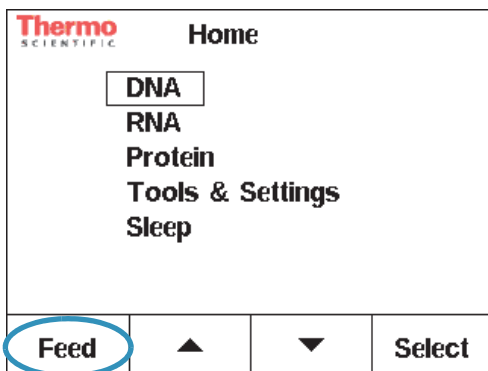 Thermo
SCIENTIFIC
Home
DNA
RNA
Protein
Tools & Settings
Sleep
Feed ▲ ▼ Select